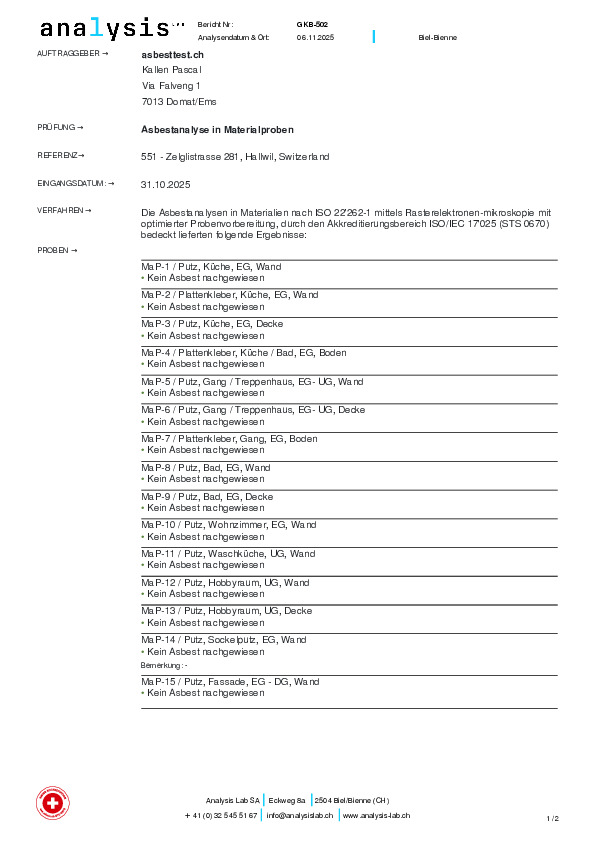 analysis
Bericht Nr: GKB-502
Analysendatum & Ort: 06.11.2025 Biel-Bienne
AUFTRAGGEBER → asbesttest.ch
Kallen Pascal
Via Falveng 1
7013 Domat/Ems
PRÜFUNG → Asbestanalyse in Materialproben
REFERENZ→ 551 - Zelglistrasse 281, Hallwil, Switzerland
EINGANGSDATUM: → 31.10.2025
VERFAHREN → Die Asbestanalysen in Materialien nach ISO 22'262-1 mittels Rasterelektronen-mikroskopie mit
optimierter Probenvorbereitung, durch den Akkreditierungsbereich ISO/IEC 17'025 (STS 0670)
bedeckt lieferten folgende Ergebnisse:
PROBEN →
MaP-1 / Putz, Küche, EG, Wand
• Kein Asbest nachgewiesen
MaP-2 / Plattenkleber, Küche, EG, Wand
• Kein Asbest nachgewiesen
MaP-3 / Putz, Küche, EG, Decke
• Kein Asbest nachgewiesen
MaP-4 / Plattenkleber, Küche / Bad, EG, Boden
• Kein Asbest nachgewiesen
MaP-5 / Putz, Gang / Treppenhaus, EG- UG, Wand
• Kein Asbest nachgewiesen
MaP-6 / Putz, Gang / Treppenhaus, EG- UG, Decke
• Kein Asbest nachgewiesen
MaP-7 / Plattenkleber, Gang, EG, Boden
• Kein Asbest nachgewiesen
MaP-8 / Putz, Bad, EG, Wand
• Kein Asbest nachgewiesen
MaP-9 / Putz, Bad, EG, Decke
• Kein Asbest nachgewiesen
MaP-10 / Putz, Wohnzimmer, EG, Wand
• Kein Asbest nachgewiesen
MaP-11 / Putz, Waschküche, UG, Wand
• Kein Asbest nachgewiesen
MaP-12 / Putz, Hobbyraum, UG, Wand
• Kein Asbest nachgewiesen
MaP-13 / Putz, Hobbyraum, UG, Decke
• Kein Asbest nachgewiesen
MaP-14 / Putz, Sockelputz, EG, Wand
• Kein Asbest nachgewiesen
Bemerkung : -
MaP-15 / Putz, Fassade, EG - DG, Wand
• Kein Asbest nachgewiesen
Analysis Lab SA | Eckweg 8a | 2504 Biel/Bienne (CH)
+ 41 (0) 32 545 51 67 | info@analysislab.ch | www.analysis-lab.ch
1 / 2